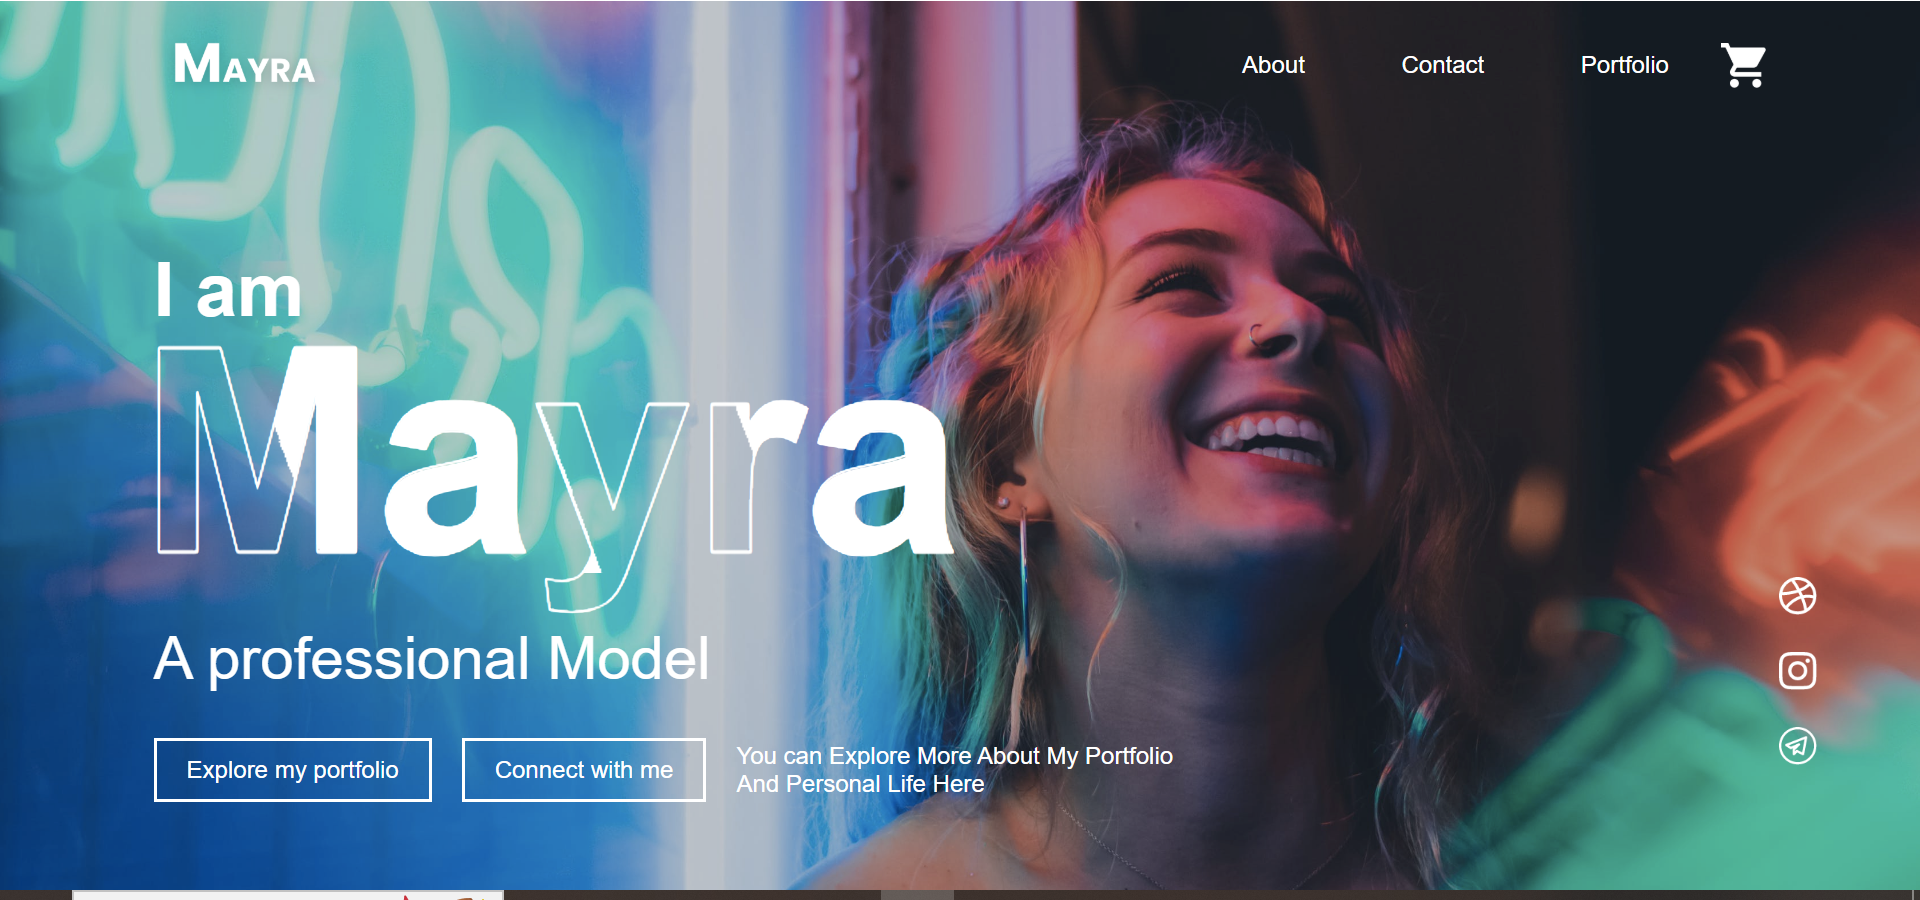 MAYRA
About
Contact
Portfolio
I am
Mayra
A professional Model
Explore my portfolio
Connect with me
You can Explore More About My Portfolio
And Personal Life Here